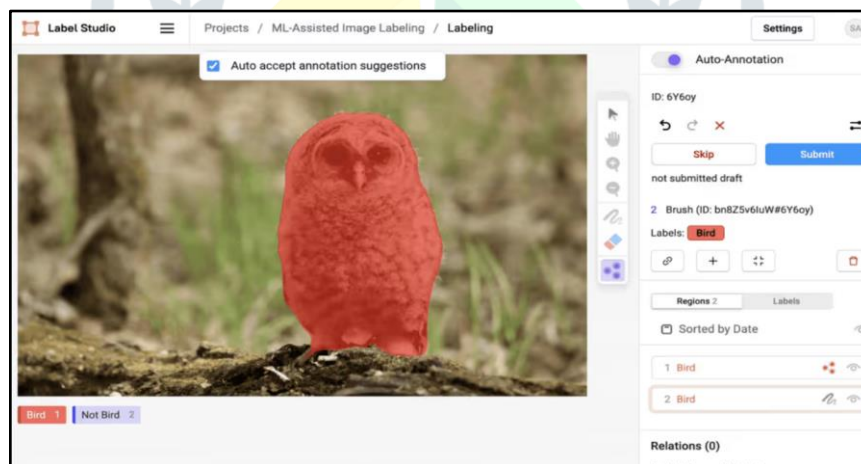 Label Studio
Projects / ML-Assisted Image Labeling / Labeling
Settings
SA
Auto accept annotation suggestions
Auto-Annotation
ID: 6Y6oy
Skip
Submit
not submitted draft
2 Brush (ID: bn8Z5v6IuW#6Y6oy)
Labels: Bird
Regions 2
Labels
Sorted by Date
1 Bird
2 Bird
Bird 1
Not Bird 2
Relations (0)